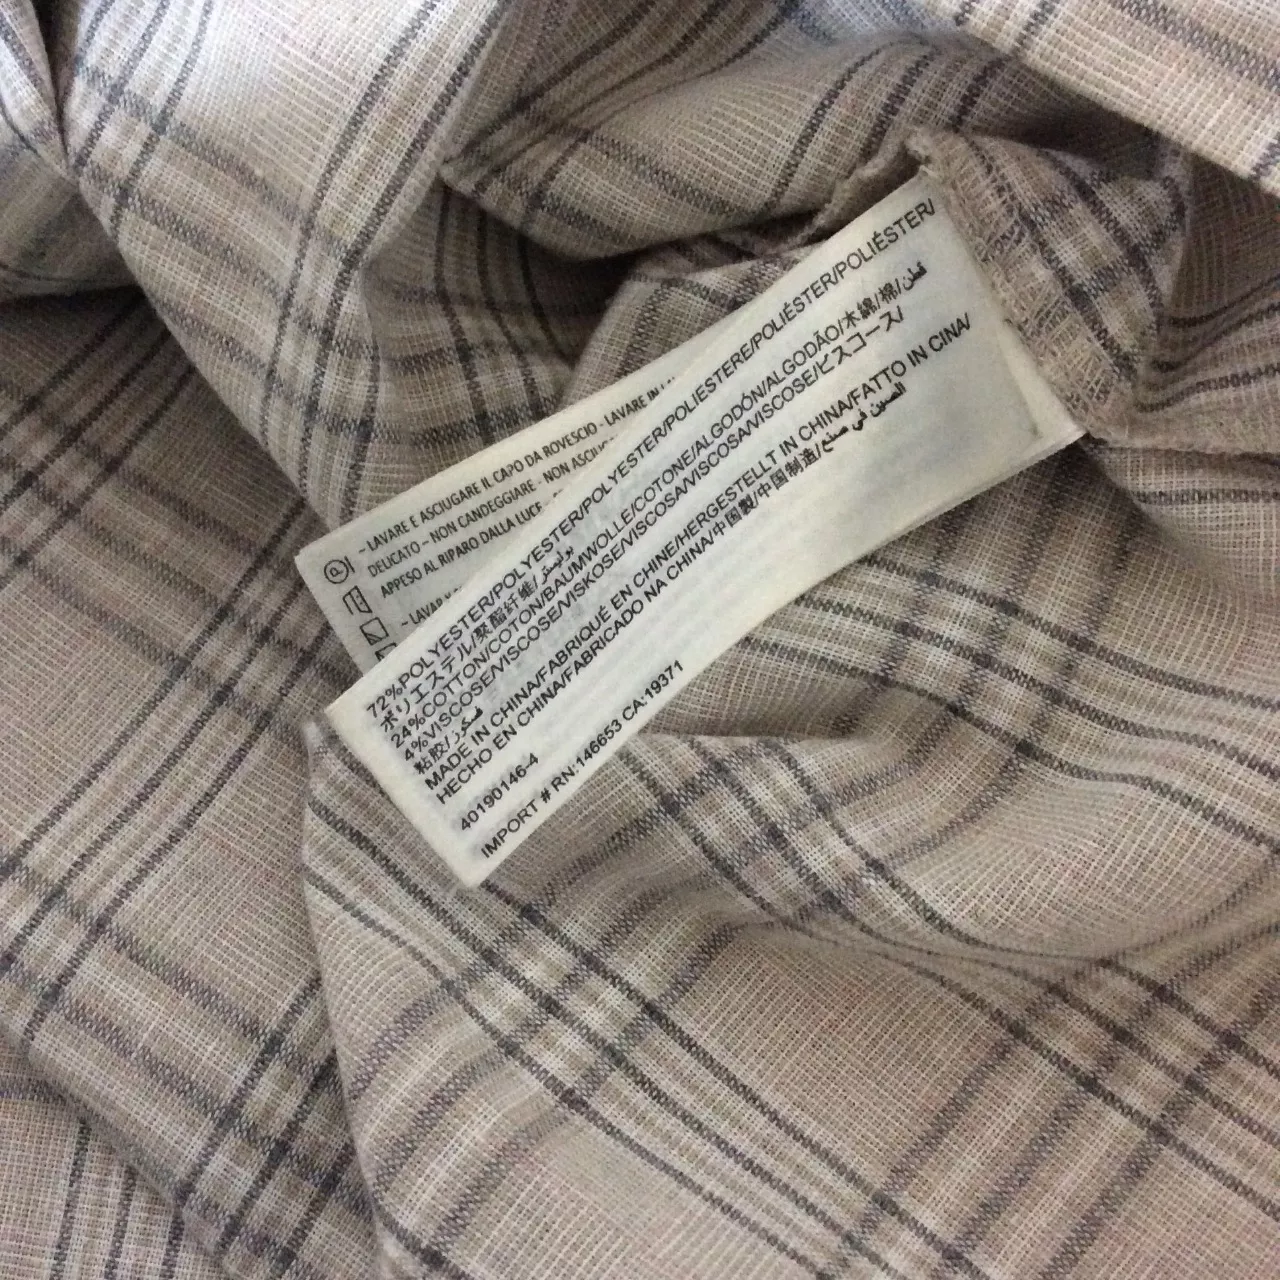 ~ LAVARE E ASCIUGARE IL CAPO DA ROVESCIO - LAVARE IN
DELICATO – NON CANDEGGIARE - NON
APPESO AL RIPARO DALLA LUCE
72%POLYESTER/POLYESTER/POLYESTER/POLIESTERE/POLIÉSTER/POLIÉSTER/
ポリエステル/聚酯纤维/بوليستر
24%COTTON/COTON/BAUMWOLLE/COTONE/ALGODÓN/ALGODÃO/木綿/棉/قطن
4%VISCOSE/VISCOSE/VISKOSE/VISCOSA/VISCOSA/VISCOSE/ビスコース/
粘胶/فسكوز
MADE IN CHINA/FABRIQUÉ EN CHINE/HERGESTELLT IN CHINA/FATTO IN CINA/
HECHO EN CHINA/FABRICADO NA CHINA/中国製/中国制造/الصين في صنع
40190146-4
IMPORT # RN:146653 CA:19371